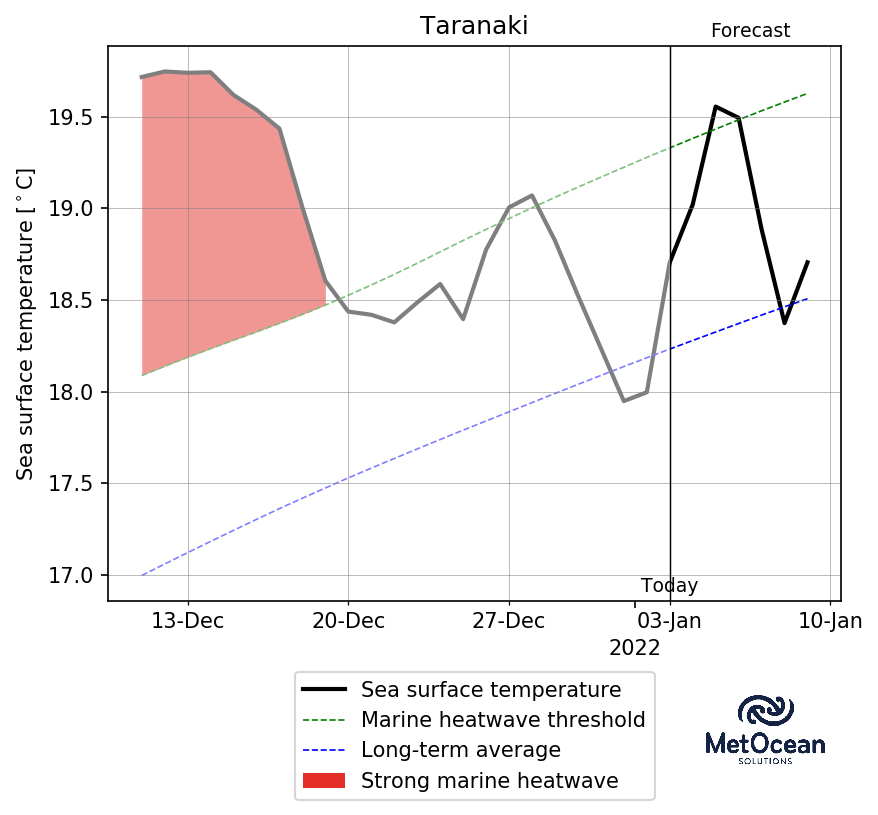 Taranaki
Forecast
Sea surface temperature [°C]
19.5
19.0
18.5
18.0
17.5
17.0
Today
13-Dec 20-Dec 27-Dec 03-Jan 10-Jan
2022
Sea surface temperature
Marine heatwave threshold
Long-term average
Strong marine heatwave
MetOcean
SOLUTIONS